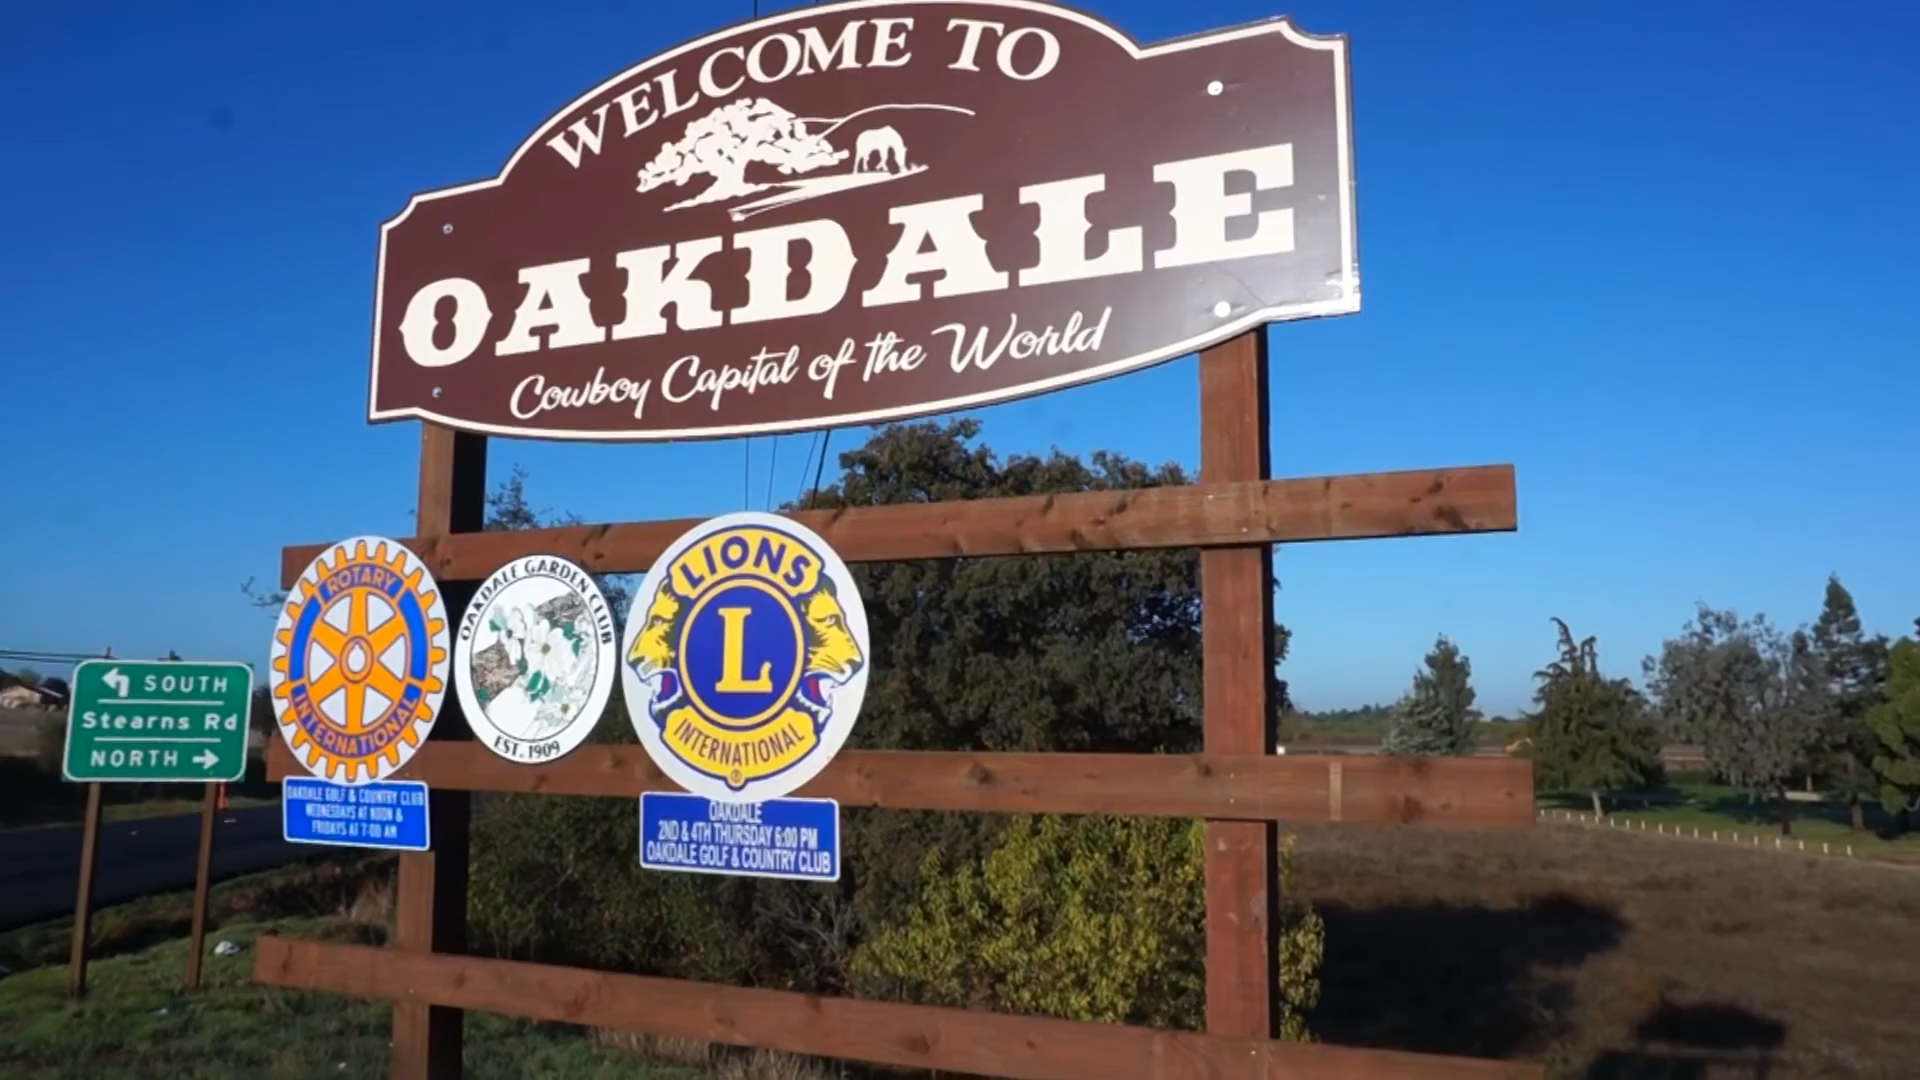 WELCOME TO
OAKDALE
Cowboy Capital of the World
SOUTH
Stearns Rd
NORTH
ROTARY
INTERNATIONAL
OAKDALE GOLF & COUNTRY CLUB
WEDNESDAYS AT NOON &
FRIDAYS AT 7:00 AM
OAKDALE GARDEN CLUB
EST. 1909
LIONS
L
INTERNATIONAL
OAKDALE
2ND & 4TH THURSDAY 6:00 PM
OAKDALE GOLF & COUNTRY CLUB